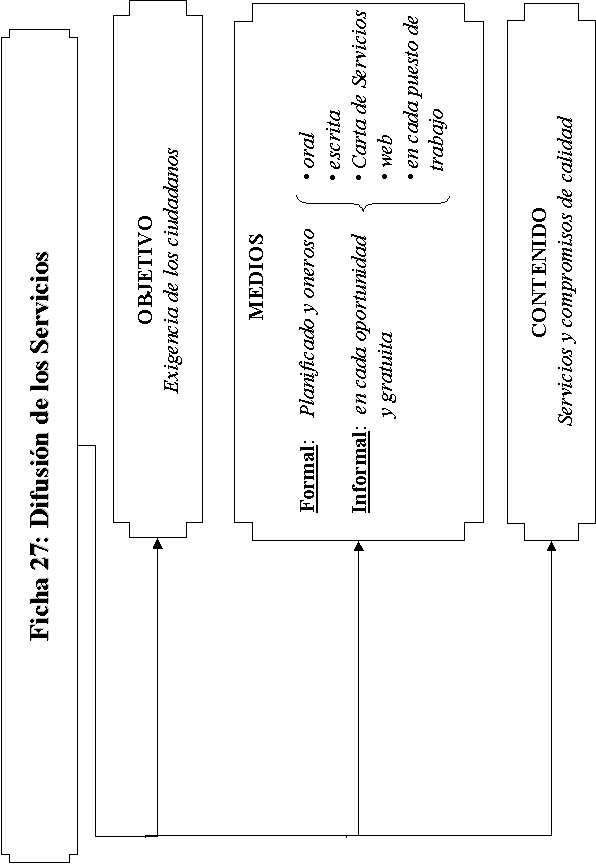 Ficha 27: Difusión de los Servicios
OBJETIVO
Exigencia de los ciudadanos
MEDIOS
Formal: Planificado y oneroso
Informal: en cada oportunidad
y gratuita
• oral
• escrita
• Carta de Servicios
• web
• en cada puesto de
trabajo
CONTENIDO
Servicios y compromisos de calidad